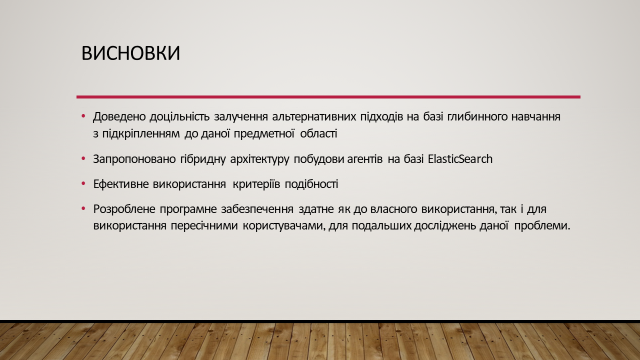 ВИСНОВКИ
• Доведено доцільність залучення альтернативних підходів на базі глибинного навчання
з підкріпленням до даної предметної області
• Запропоновано гібридну архітектуру побудови агентів на базі ElasticSearch
• Ефективне використання критеріїв подібності
• Розроблене програмне забезпечення здатне як до власного використання, так і для
використання пересічними користувачами, для подальших досліджень даної проблеми.